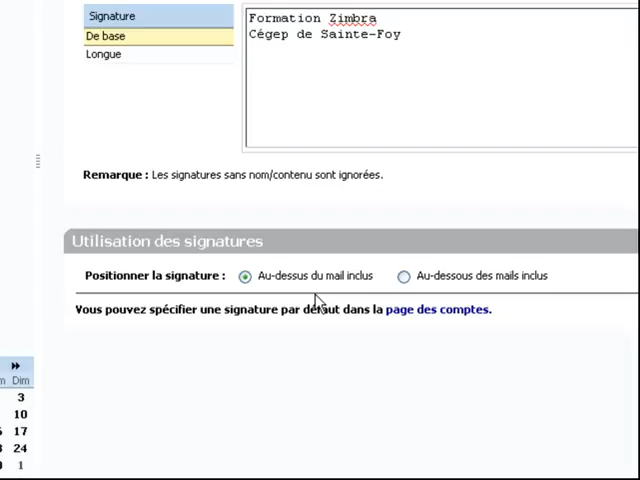 Signature
De base
Longue
Formation Zimbra
Cégep de Sainte-Foy
Remarque : Les signatures sans nom/contenu sont ignorées.
Utilisation des signatures
Positionner la signature : Au-dessus du mail inclus Au-dessous des mails inclus
Vous pouvez spécifier une signature par défaut dans la page des comptes.
Dim
3
10
17
24
1